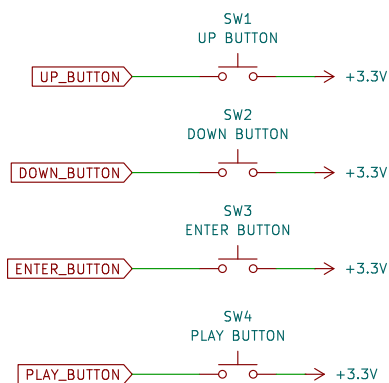 SW1
UP BUTTON
UP_BUTTON +3.3V
SW2
DOWN BUTTON
DOWN_BUTTON +3.3V
SW3
ENTER BUTTON
ENTER_BUTTON +3.3V
SW4
PLAY BUTTON
PLAY_BUTTON +3.3V